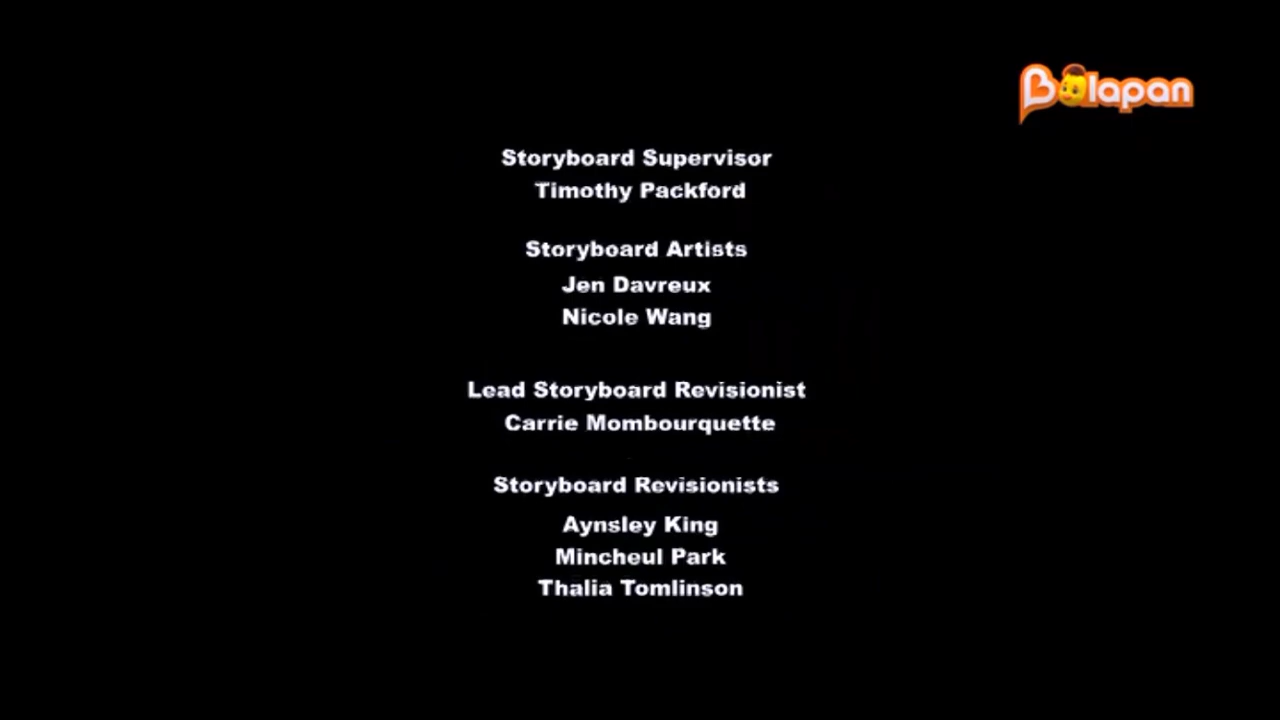 Balapan
Storyboard Supervisor
Timothy Packford
Storyboard Artists
Jen Davreux
Nicole Wang
Lead Storyboard Revisionist
Carrie Mombourquette
Storyboard Revisionists
Aynsley King
Mincheul Park
Thalia Tomlinson